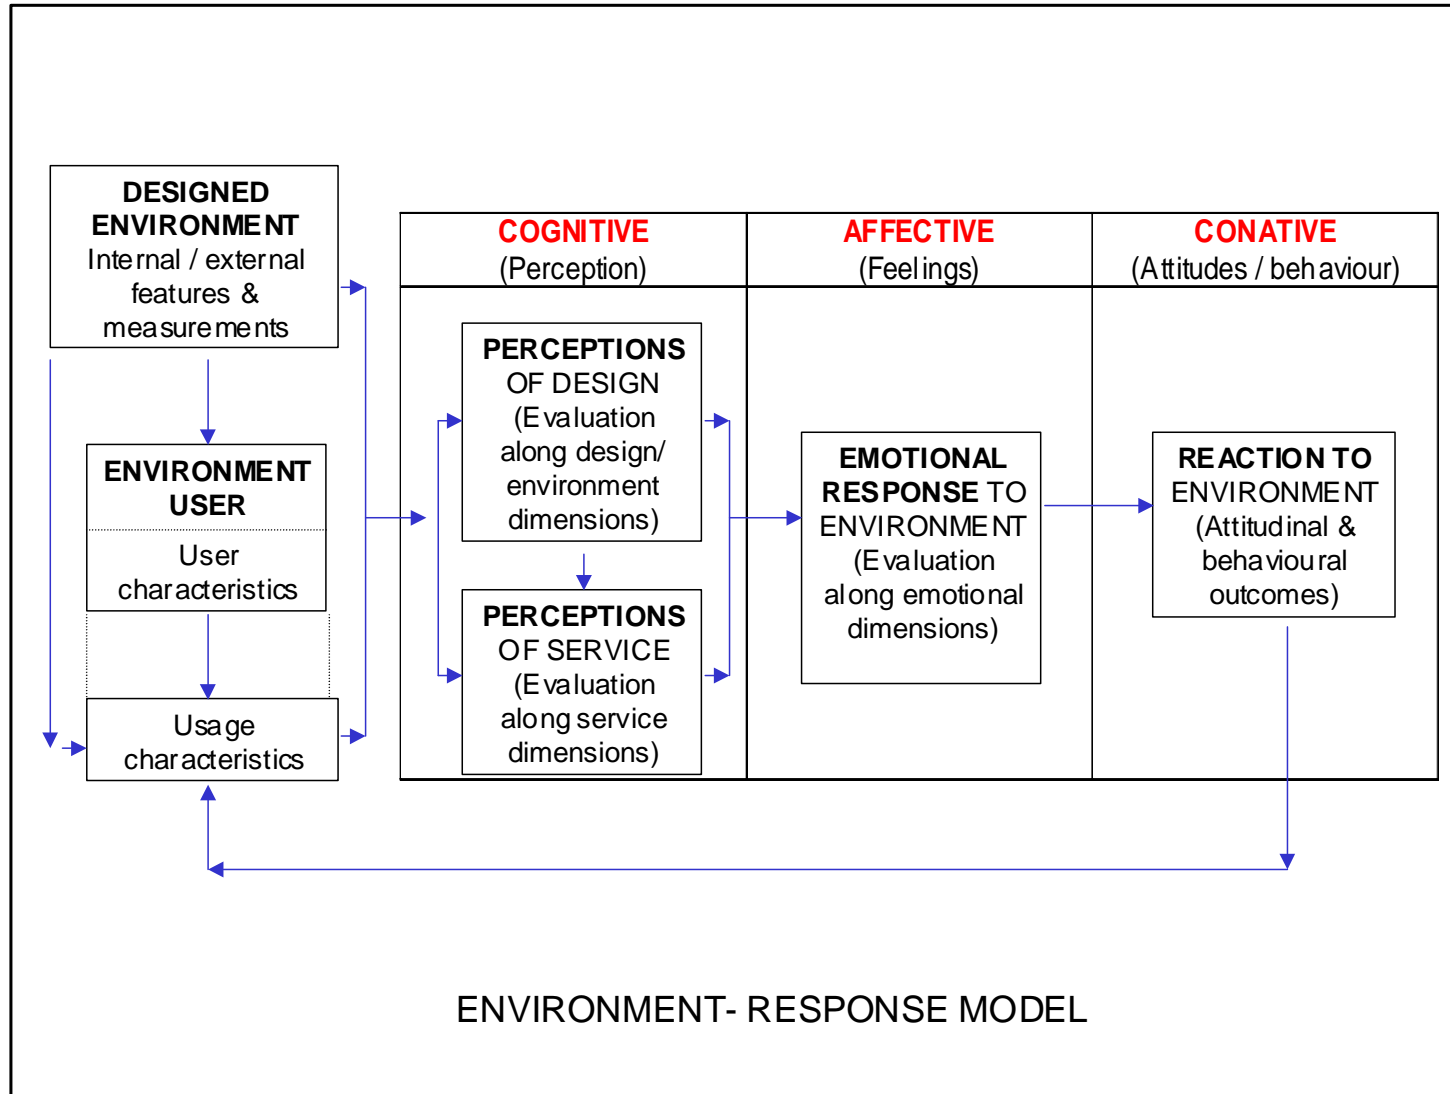 DESIGNED
ENVIRONMENT
Internal / external
features &
measurements
ENVIRONMENT
USER
User
characteristics
Usage
characteristics
COGNITIVE
(Perception)
PERCEPTIONS
OF DESIGN
(Evaluation
along design/
environment
dimensions)
PERCEPTIONS
OF SERVICE
(Evaluation
along service
dimensions)
AFFECTIVE
(Feelings)
EMOTIONAL
RESPONSE TO
ENVIRONMENT
(Evaluation
along emotional
dimensions)
CONATIVE
(Attitudes / behaviour)
REACTION TO
ENVIRONMENT
(Attitudinal &
behavioural
outcomes)
ENVIRONMENT- RESPONSE MODEL